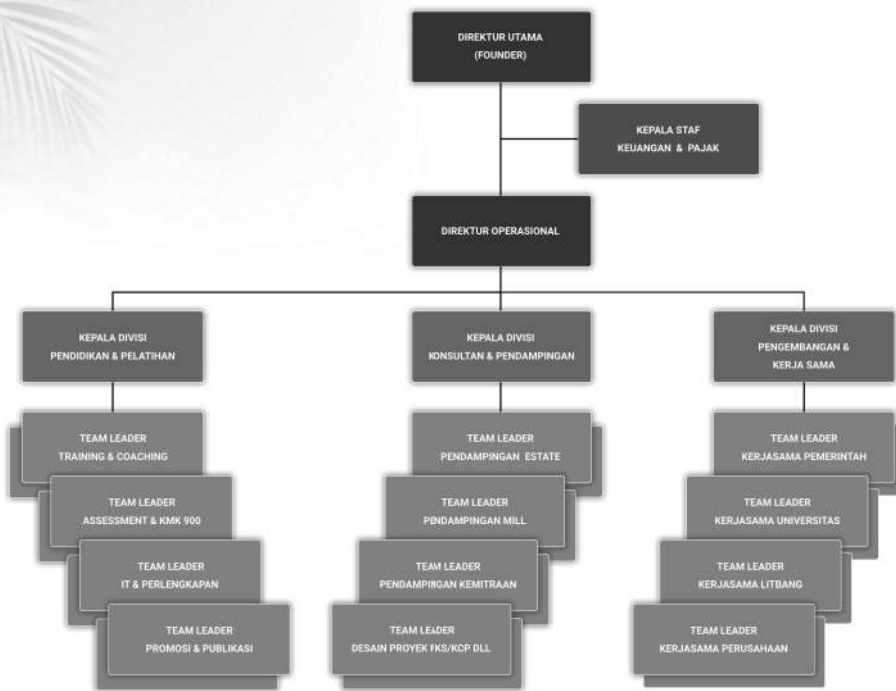 DIREKTUR UTAMA
(FOUNDER)
KEPALA STAF
KEUANGAN & PAJAK
DIREKTUR OPERASIONAL
KEPALA DIVISI
PENDIDIKAN & PELATIHAN
KEPALA DIVISI
KONSULTAN & PENDAMPINGAN
KEPALA DIVISI
PENGEMBANGAN &
KERJA SAMA
TEAM LEADER
TRAINING & COACHING
TEAM LEADER
ASSESSMENT & KMK 900
TEAM LEADER
IT & PERLENGKAPAN
TEAM LEADER
PROMOSI & PUBLIKASI
TEAM LEADER
PENDAMPINGAN ESTATE
TEAM LEADER
PENDAMPINGAN MILL
TEAM LEADER
PENDAMPINGAN KEMITRAAN
TEAM LEADER
DESAIN PROYEK PKS/KCP DLL
TEAM LEADER
KERJASAMA PEMERINTAH
TEAM LEADER
KERJASAMA UNIVERSITAS
TEAM LEADER
KERJASAMA LITBANG
TEAM LEADER
KERJASAMA PERUSAHAAN